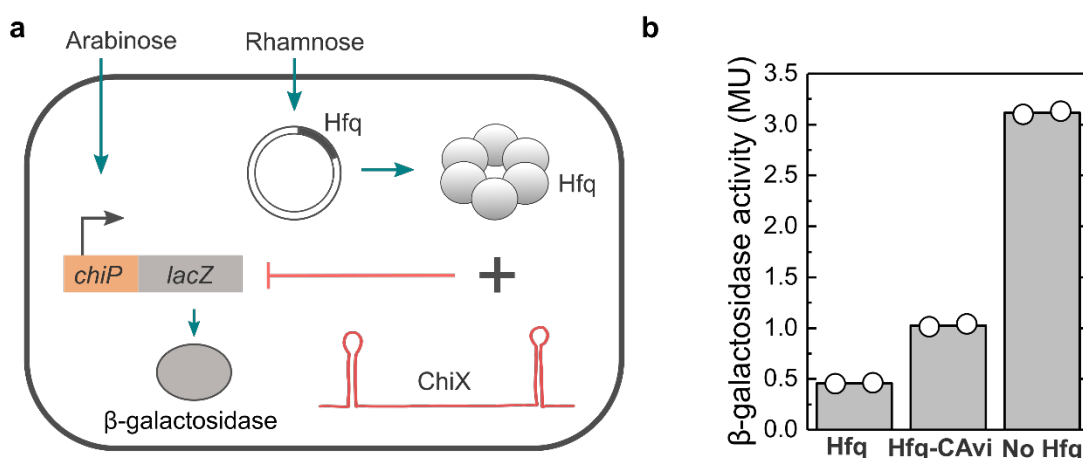 a
Arabinose
Rhamnose
Hfq
Hfq
chiP
lacZ
+
ChiX
β-galactosidase
b
β-galactosidase activity (MU)
3.5
3.0
2.5
2.0
1.5
1.0
0.5
0.0
Hfq Hfq-CAvi No Hfq